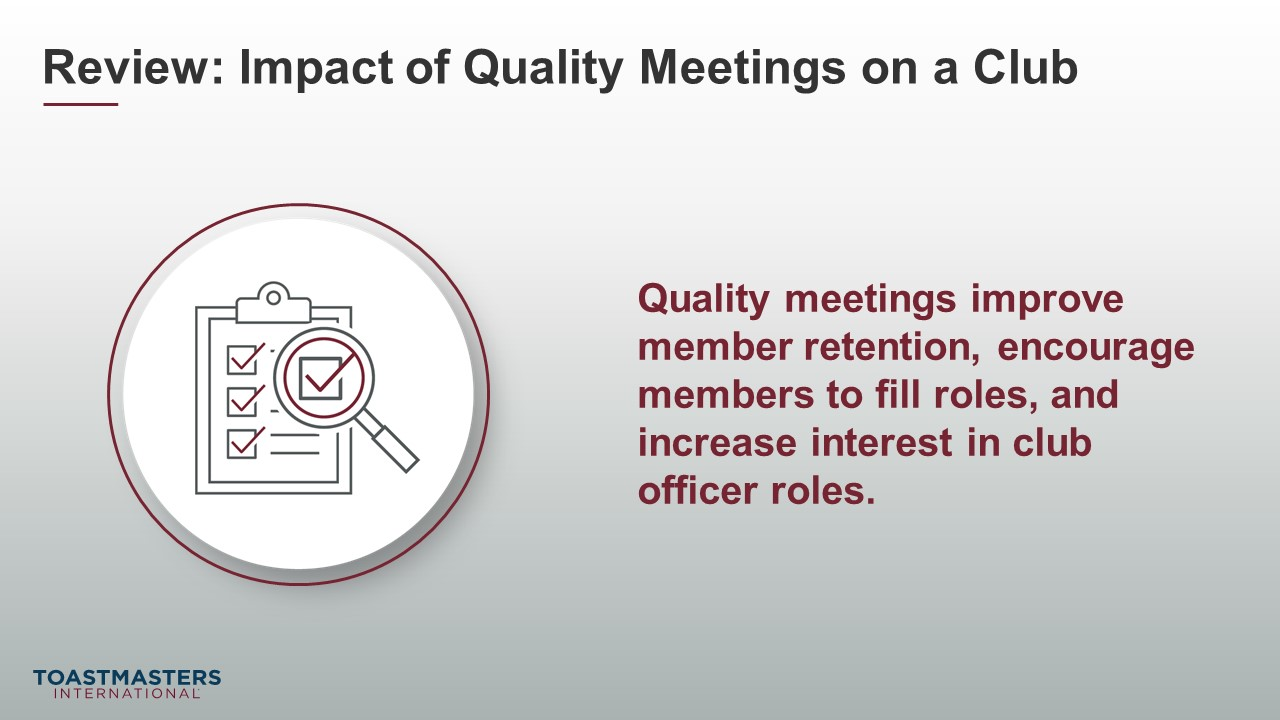 Review: Impact of Quality Meetings on a Club
Quality meetings improve
member retention, encourage
members to fill roles, and
increase interest in club
officer roles.
TOASTMASTERS
INTERNATIONAL